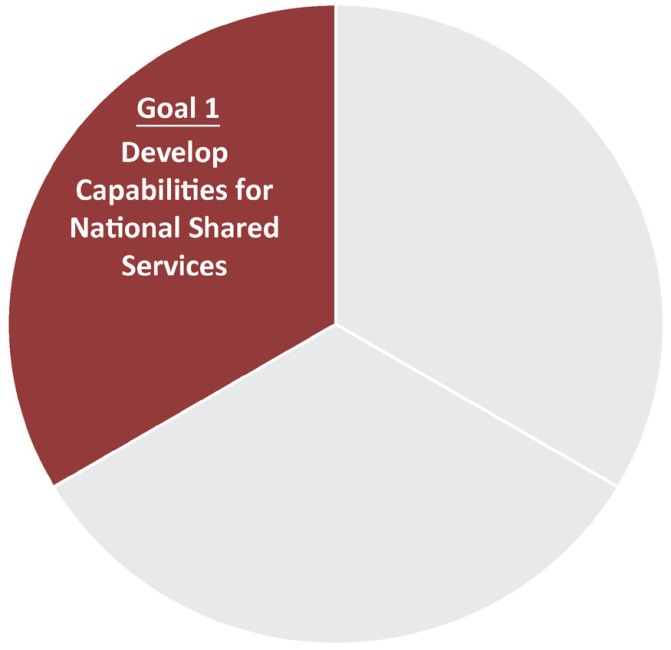 Goal 1
Develop
Capabilities for
National Shared
Services